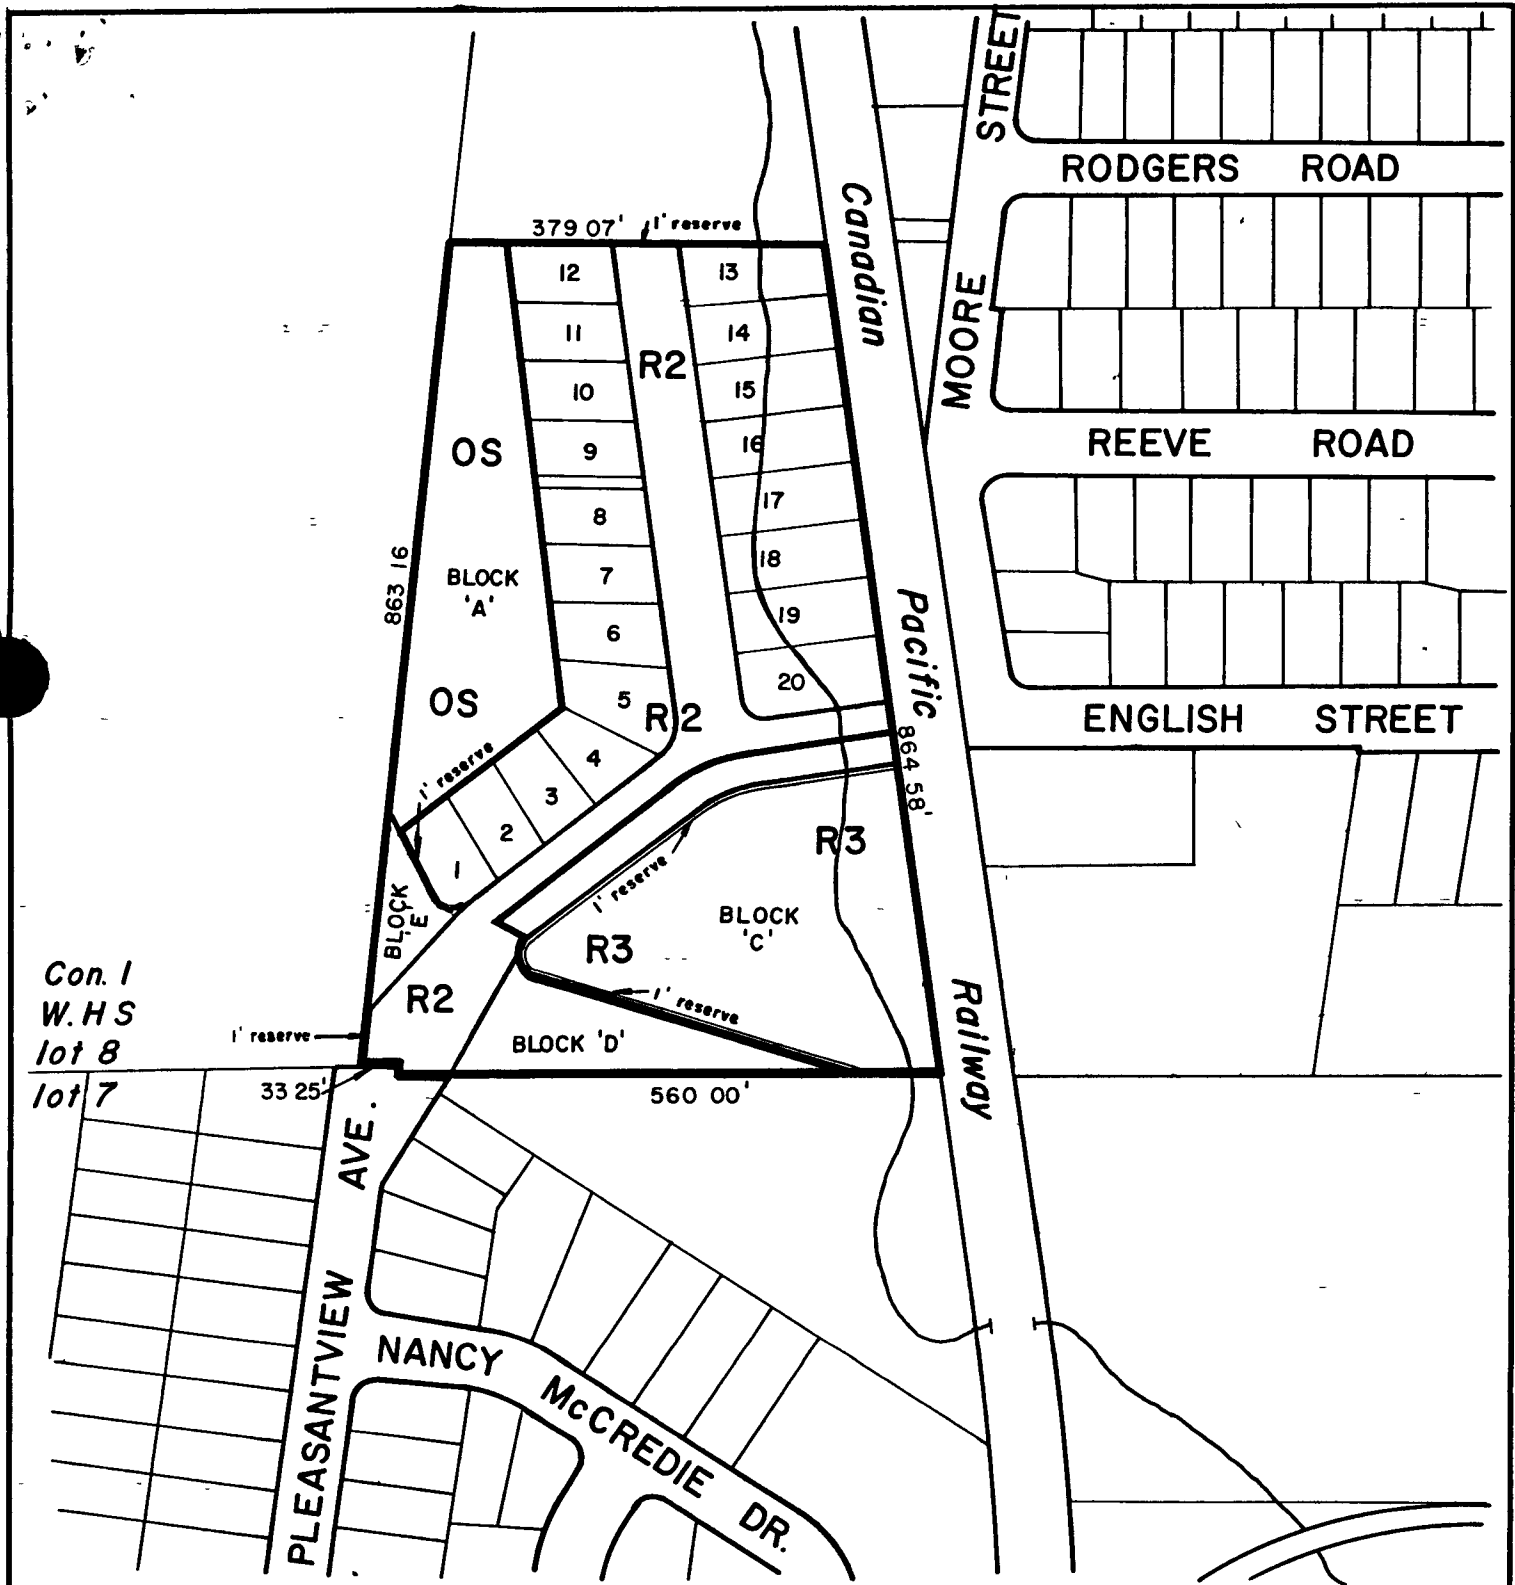 STREET
RODGERS ROAD
379 07'
1' reserve
Canadian
12
13
11
14
MOORE
R2
10
15
OS
9
16
REEVE ROAD
17
8
863 16
BLOCK
'A'
7
18
Pacific
6
19
OS
5
R2
20
ENGLISH STREET
1' reserve
4
864 58'
3
2
R3
1
1' reserve
BLOCK
'E'
BLOCK
'C'
R3
Con. 1
W. H S
lot 8
R2
1' reserve
1' reserve
BLOCK 'D'
Railway
lot 7
33 25'
560 00'
PLEASANTVIEW AVE.
NANCY McCREDIE DR.